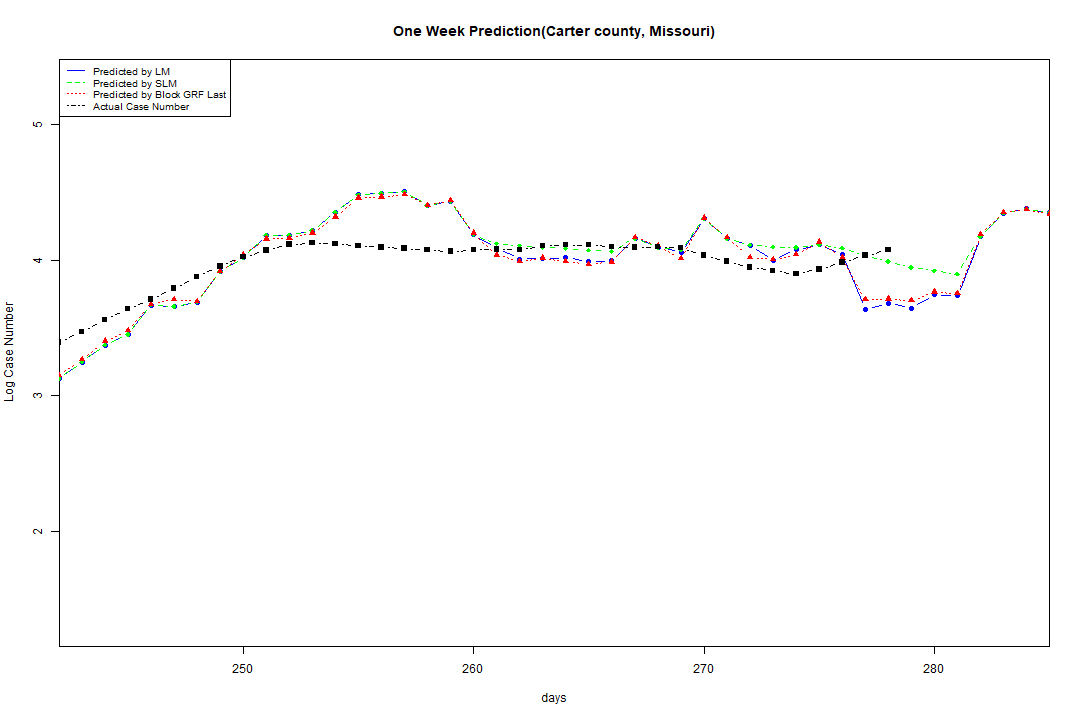 One Week Prediction(Carter county, Missouri)
Predicted by LM
Predicted by SLM
Predicted by Block GRF Last
Actual Case Number
5
4
3
2
Log Case Number
250
260
270
280
days